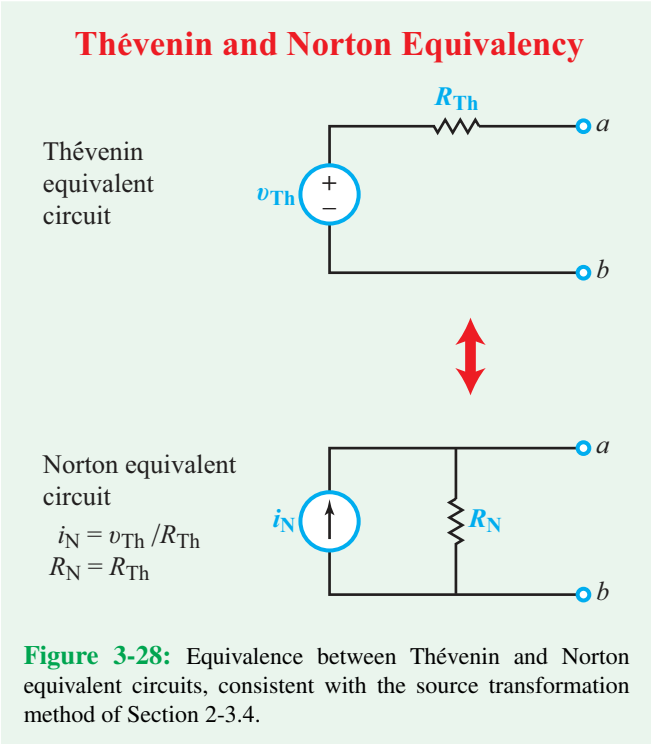 Thévenin and Norton Equivalency
R_Th
a
Thévenin
equivalent
circuit
υ_Th
+
−
b
a
Norton equivalent
circuit
i_N = υ_Th /R_Th
R_N = R_Th
i_N
R_N
b
Figure 3-28: Equivalence between Thévenin and Norton
equivalent circuits, consistent with the source transformation
method of Section 2-3.4.